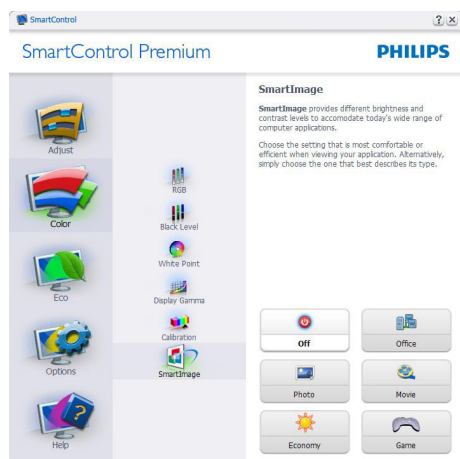 SmartControl
SmartControl Premium
PHILIPS
Adjust
Color
Eco
Options
Help
RGB
Black Level
White Point
Display Gamma
Calibration
SmartImage
SmartImage
SmartImage provides different brightness and
contrast levels to accomodate today's wide range of
computer applications.
Choose the setting that is most comfortable or
efficient when viewing your application. Alternatively,
simply choose the one that best describes its type.
Off
Office
Photo
Movie
Economy
Game